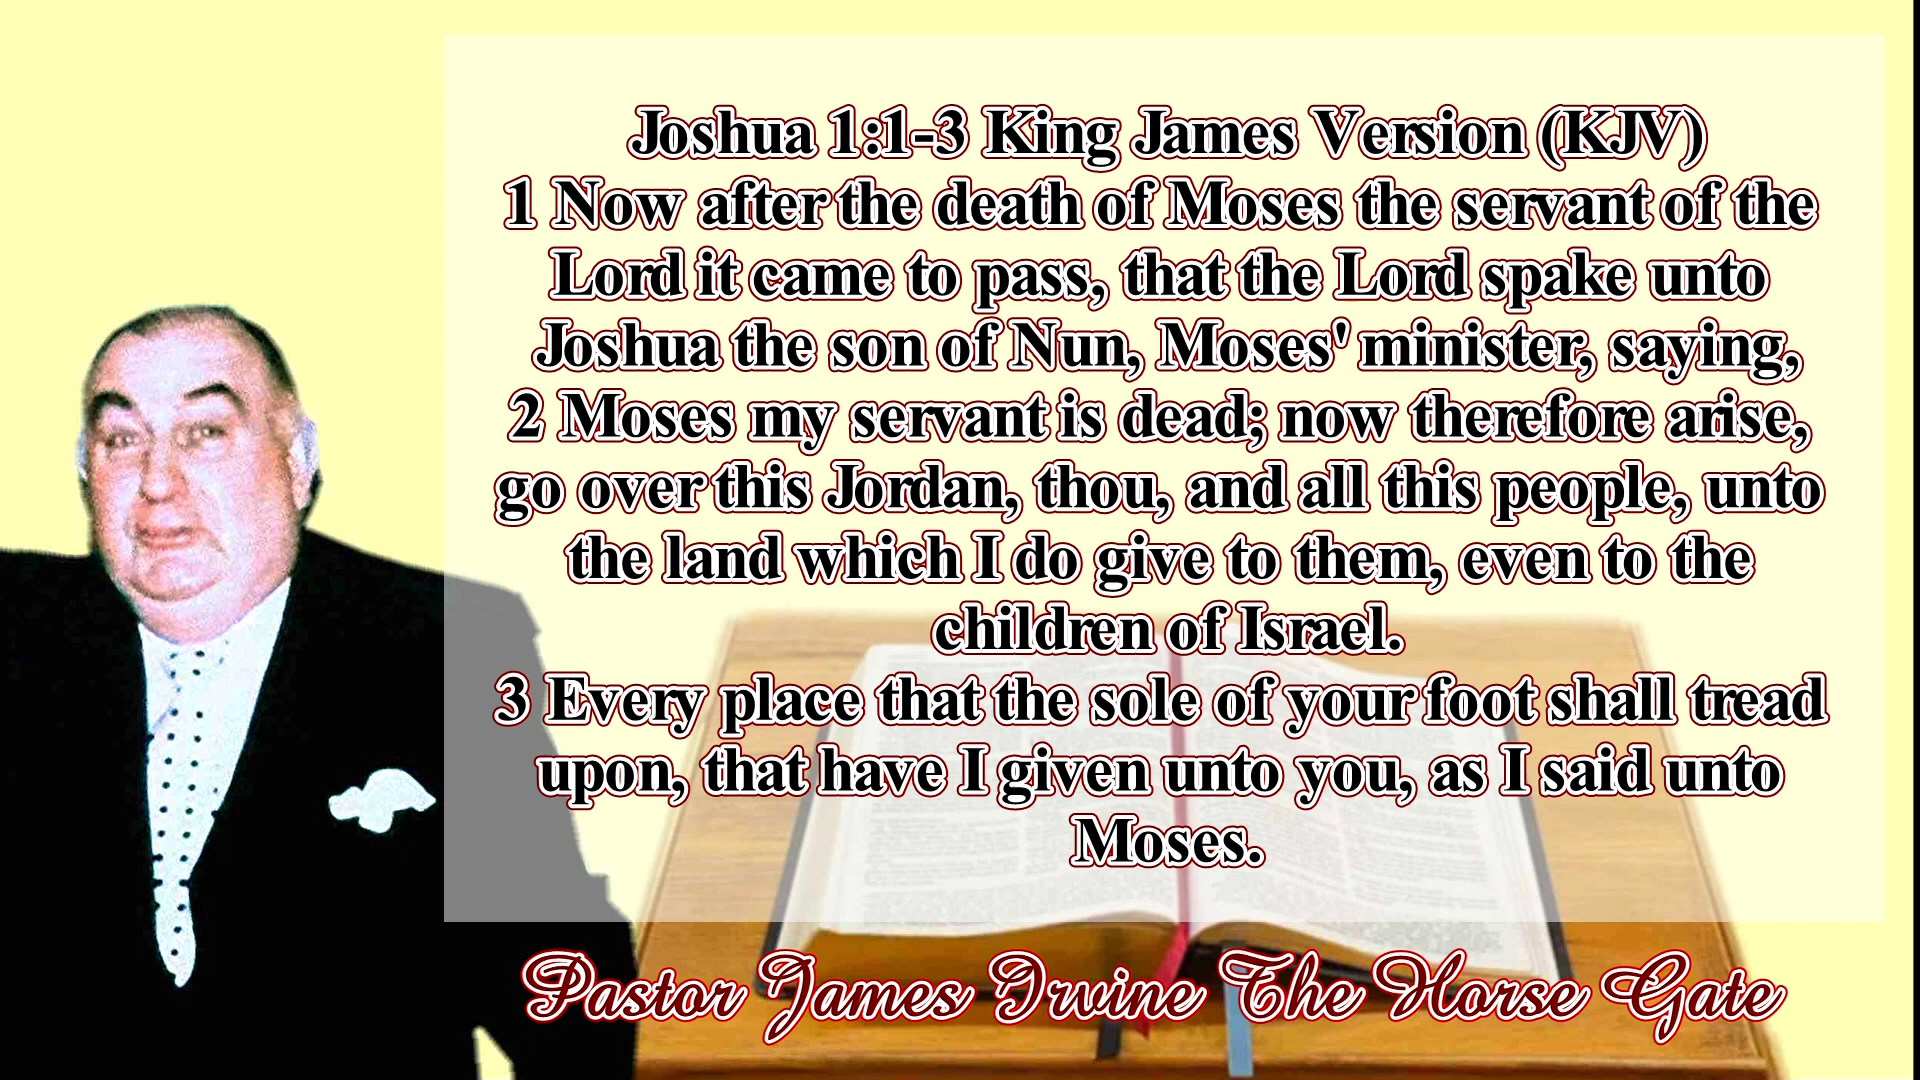 Joshua 1:1-3 King James Version (KJV)
1 Now after the death of Moses the servant of the
Lord it came to pass, that the Lord spake unto
Joshua the son of Nun, Moses' minister, saying,
2 Moses my servant is dead; now therefore arise,
go over this Jordan, thou, and all this people, unto
the land which I do give to them, even to the
children of Israel.
3 Every place that the sole of your foot shall tread
upon, that have I given unto you, as I said unto
Moses.
Pastor James Irvine The Horse Gate